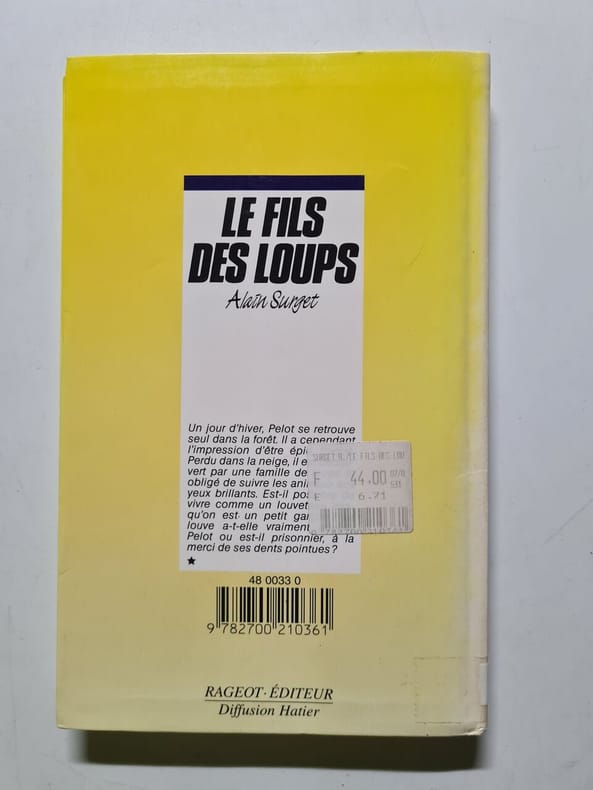 LE FILS
DES LOUPS
Alain Surget
Un jour d'hiver, Pelot se retrouve
seul dans la forêt. Il a cependant
l'impression d'être épi
Perdu dans la neige, il e
vert par une famille de
obligé de suivre les ani
yeux brillants. Est-il pos
vivre comme un louvet
qu'on est un petit ga
louve a-t-elle vraiment
Pelot ou est-il prisonnier, à la
merci de ses dents pointues ?
SURGET A./LE FILS DES LOU
F 44.00
E 6.71
48 0033 0
9 782700 210361
RAGEOT·ÉDITEUR
Diffusion Hatier